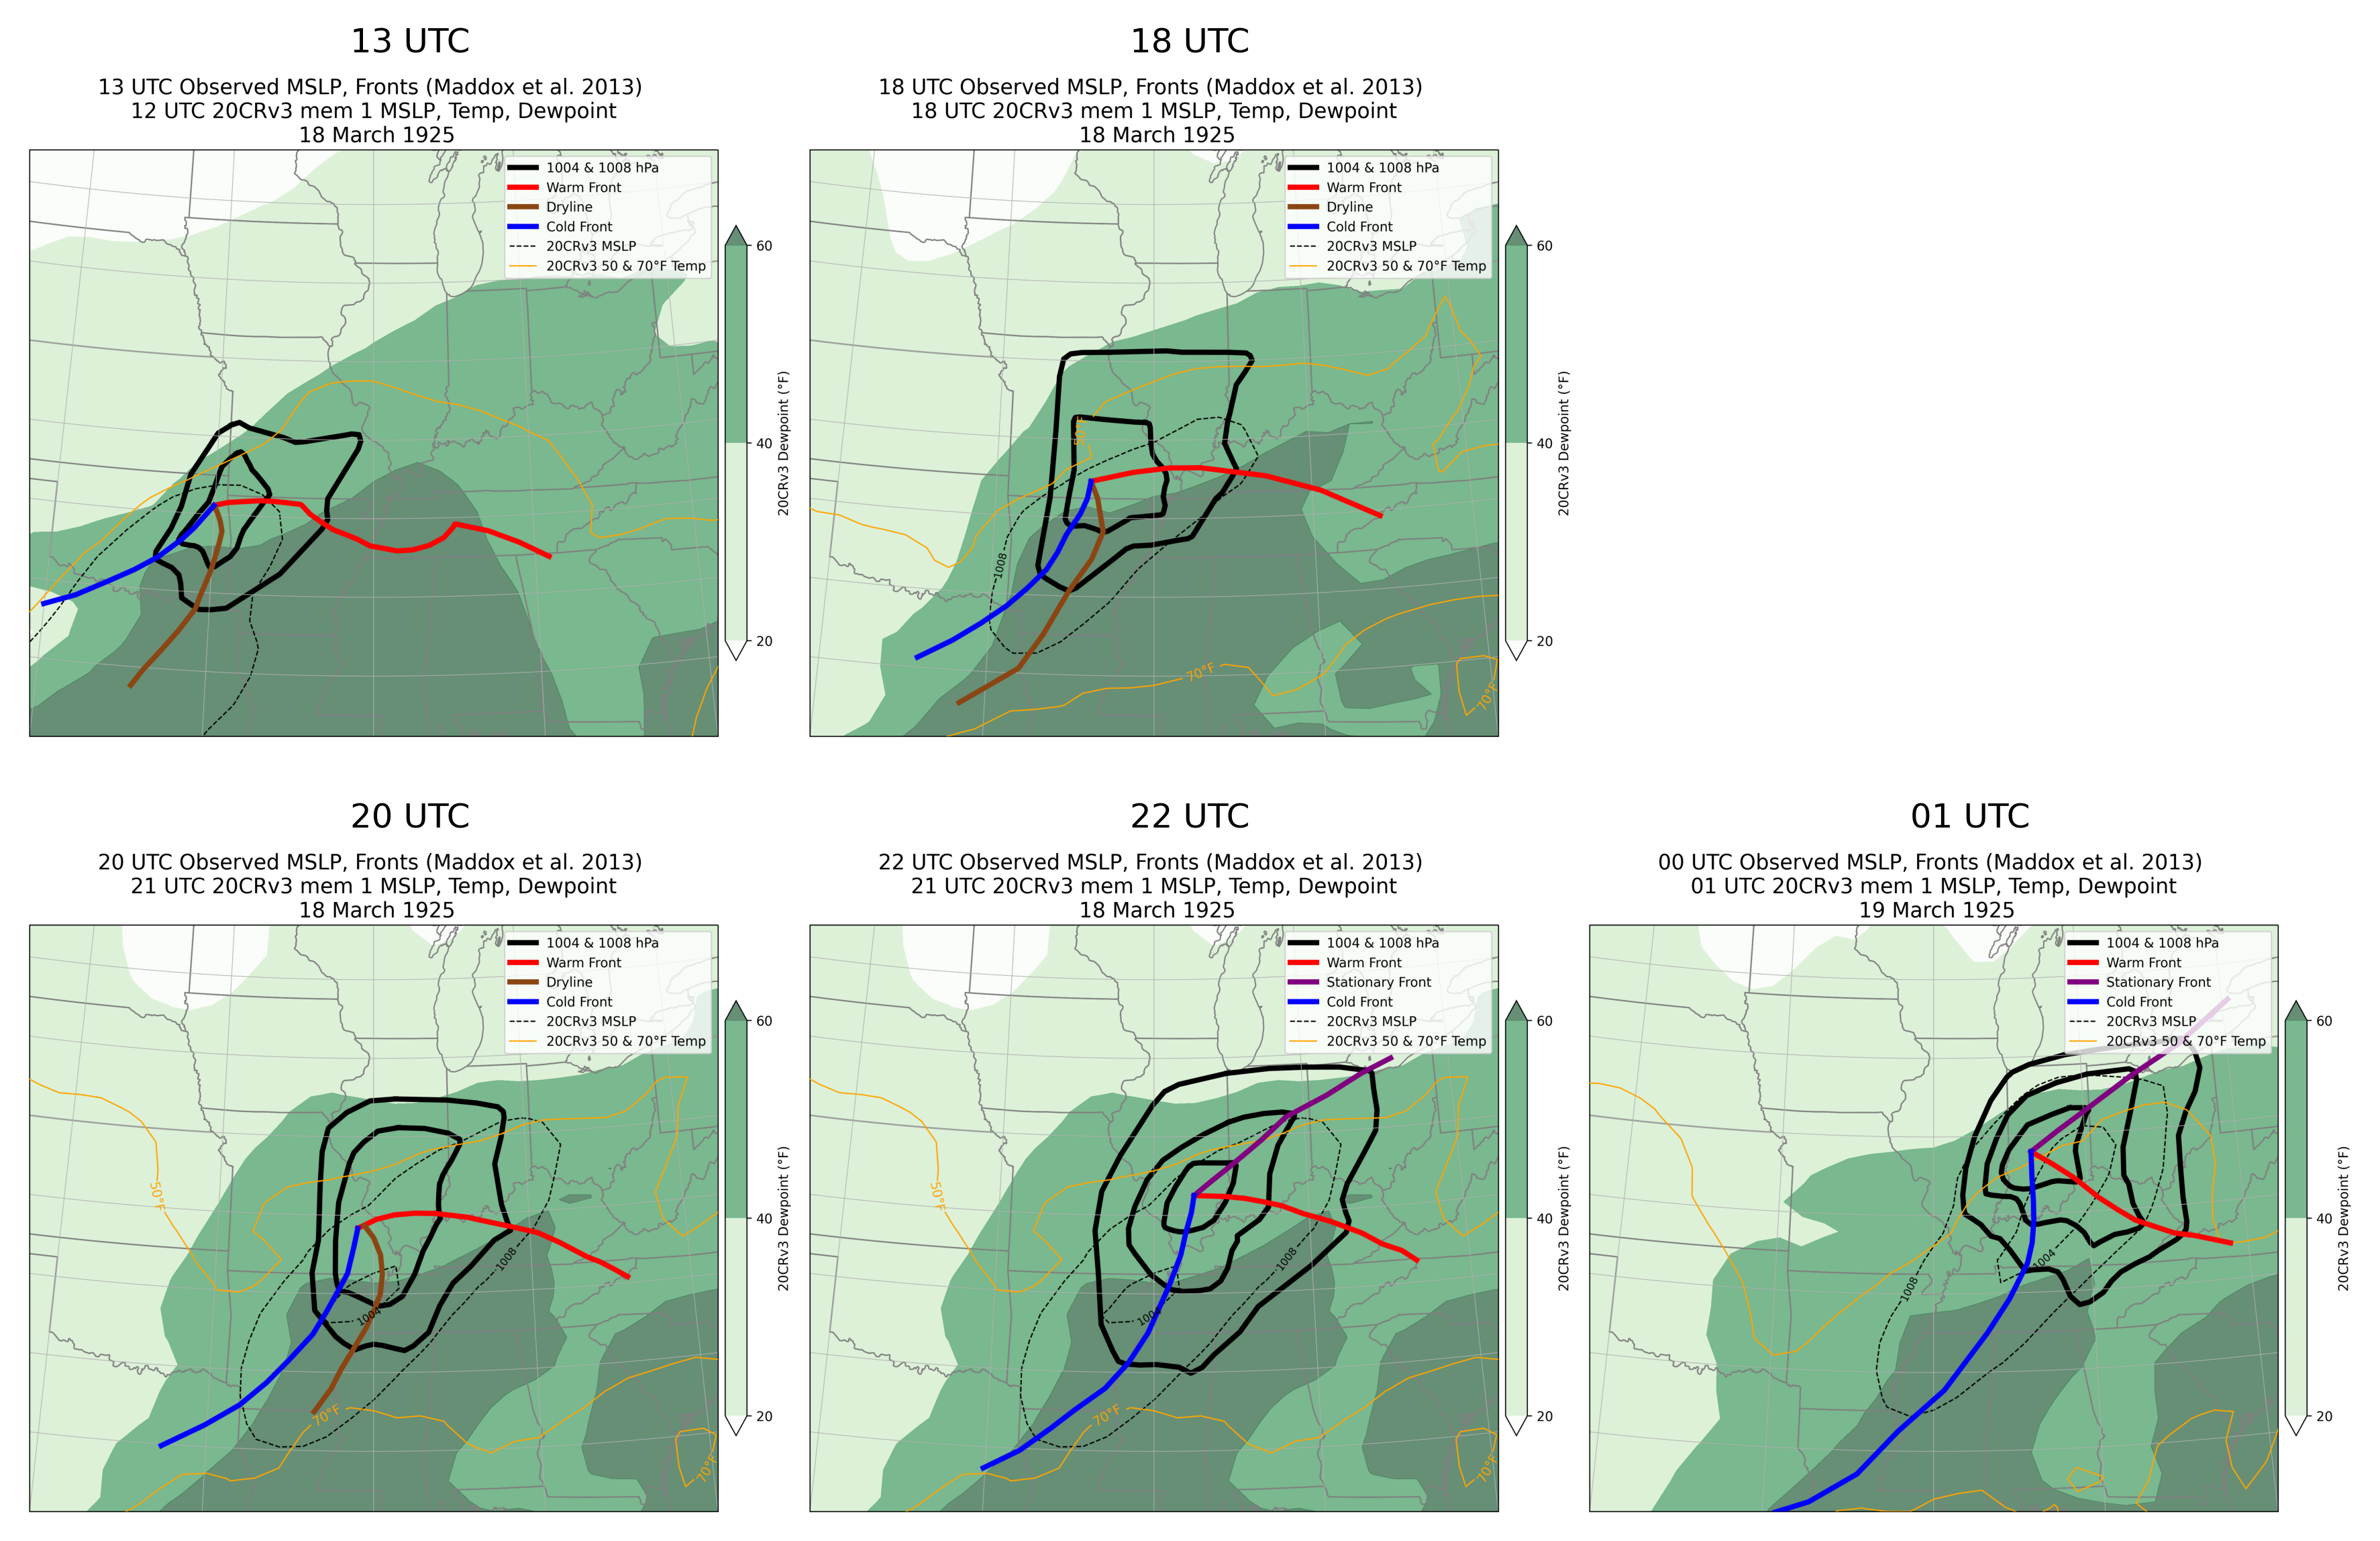 13 UTC
13 UTC Observed MSLP, Fronts (Maddox et al. 2013)
12 UTC 20CRv3 mem 1 MSLP, Temp, Dewpoint
18 March 1925
1004 & 1008 hPa
Warm Front
Dryline
Cold Front
20CRv3 MSLP
20CRv3 50 & 70°F Temp
60
40
20
20CRv3 Dewpoint (°F)
18 UTC
18 UTC Observed MSLP, Fronts (Maddox et al. 2013)
18 UTC 20CRv3 mem 1 MSLP, Temp, Dewpoint
18 March 1925
1004 & 1008 hPa
Warm Front
Dryline
Cold Front
20CRv3 MSLP
20CRv3 50 & 70°F Temp
50°F
1008
70°F
70°F
60
40
20
20CRv3 Dewpoint (°F)
20 UTC
20 UTC Observed MSLP, Fronts (Maddox et al. 2013)
21 UTC 20CRv3 mem 1 MSLP, Temp, Dewpoint
18 March 1925
1004 & 1008 hPa
Warm Front
Dryline
Cold Front
20CRv3 MSLP
20CRv3 50 & 70°F Temp
50°F
1008
1004
70°F
70°F
60
40
20
20CRv3 Dewpoint (°F)
22 UTC
22 UTC Observed MSLP, Fronts (Maddox et al. 2013)
21 UTC 20CRv3 mem 1 MSLP, Temp, Dewpoint
18 March 1925
1004 & 1008 hPa
Warm Front
Stationary Front
Cold Front
20CRv3 MSLP
20CRv3 50 & 70°F Temp
50°F
1008
1004
70°F
70°F
60
40
20
20CRv3 Dewpoint (°F)
01 UTC
00 UTC Observed MSLP, Fronts (Maddox et al. 2013)
01 UTC 20CRv3 mem 1 MSLP, Temp, Dewpoint
19 March 1925
1004 & 1008 hPa
Warm Front
Stationary Front
Cold Front
20CRv3 MSLP
20CRv3 50 & 70°F Temp
1004
1008
60
40
20
20CRv3 Dewpoint (°F)